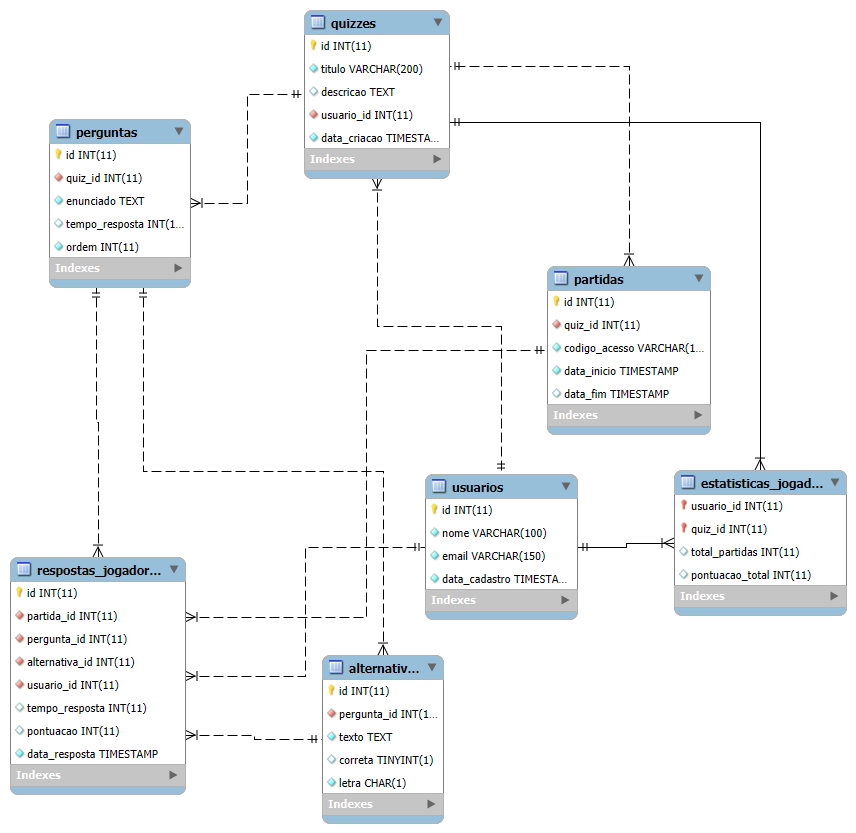 quizzes
id INT(11)
titulo VARCHAR(200)
descricao TEXT
usuario_id INT(11)
data_criacao TIMESTA...
Indexes
perguntas
id INT(11)
quiz_id INT(11)
enunciado TEXT
tempo_resposta INT(1...
ordem INT(11)
Indexes
partidas
id INT(11)
quiz_id INT(11)
codigo_acesso VARCHAR(1...
data_inicio TIMESTAMP
data_fim TIMESTAMP
Indexes
usuarios
id INT(11)
nome VARCHAR(100)
email VARCHAR(150)
data_cadastro TIMESTA...
Indexes
estatisticas_jogad...
usuario_id INT(11)
quiz_id INT(11)
total_partidas INT(11)
pontuacao_total INT(11)
Indexes
respostas_jogador...
id INT(11)
partida_id INT(11)
pergunta_id INT(11)
alternativa_id INT(11)
usuario_id INT(11)
tempo_resposta INT(11)
pontuacao INT(11)
data_resposta TIMESTAMP
Indexes
alternativ...
id INT(11)
pergunta_id INT(1...
texto TEXT
correta TINYINT(1)
letra CHAR(1)
Indexes